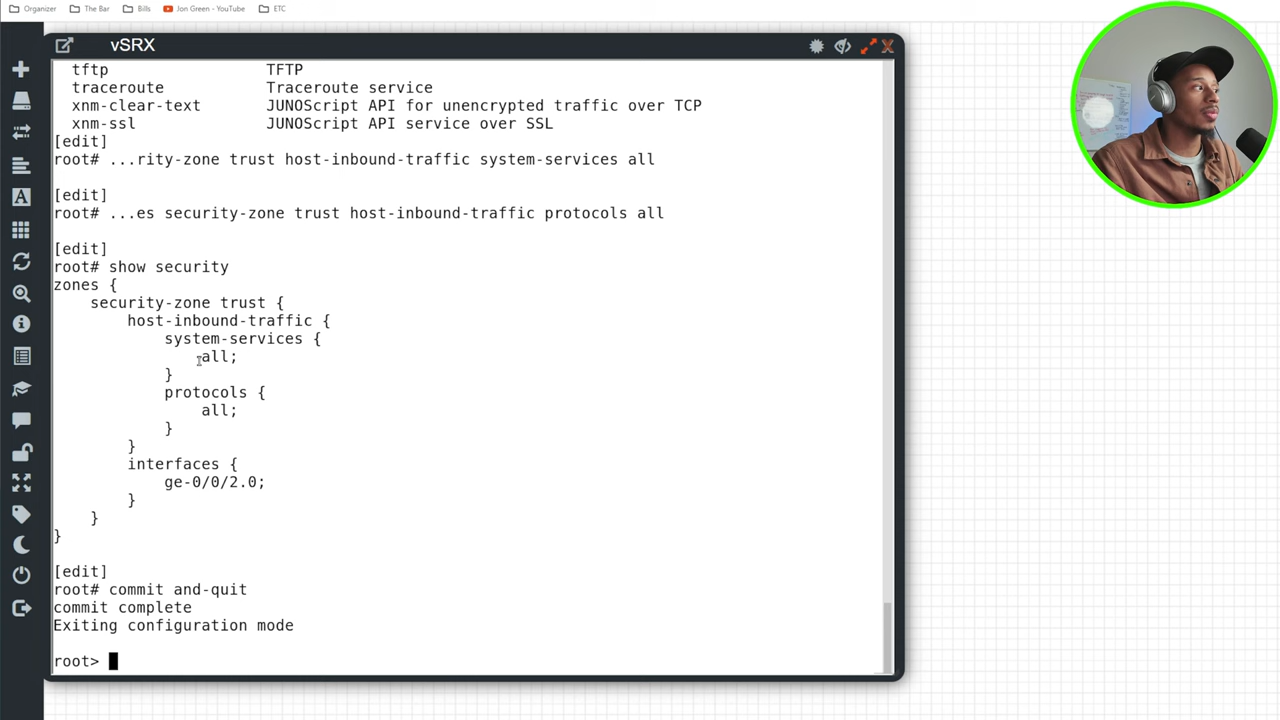 Organizer The Bar Bills Jon Green - YouTube ETC
vSRX
tftp TFTP
traceroute Traceroute service
xnm-clear-text JUNOScript API for unencrypted traffic over TCP
xnm-ssl JUNOScript API service over SSL
[edit]
root# ...rity-zone trust host-inbound-traffic system-services all
[edit]
root# ...es security-zone trust host-inbound-traffic protocols all
[edit]
root# show security
zones {
security-zone trust {
host-inbound-traffic {
system-services {
all;
}
protocols {
all;
}
}
interfaces {
ge-0/0/2.0;
}
}
}
[edit]
root# commit and-quit
commit complete
Exiting configuration mode
root>